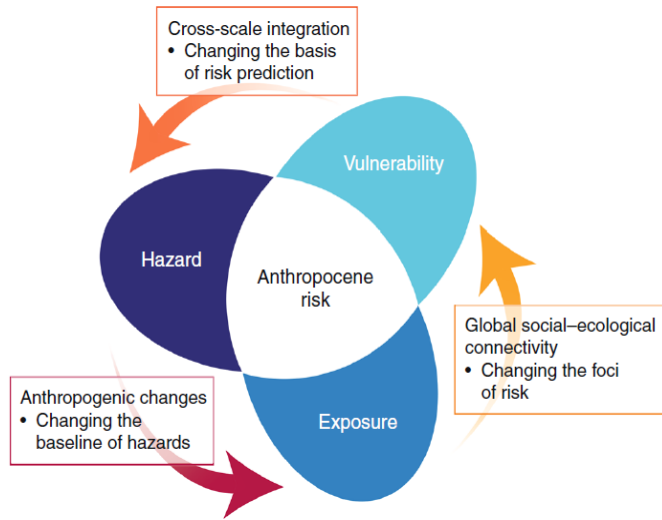 Cross-scale integration
• Changing the basis
of risk prediction
Vulnerability
Hazard
Anthropocene
risk
Global social–ecological
connectivity
• Changing the foci
of risk
Anthropogenic changes
• Changing the
baseline of hazards
Exposure